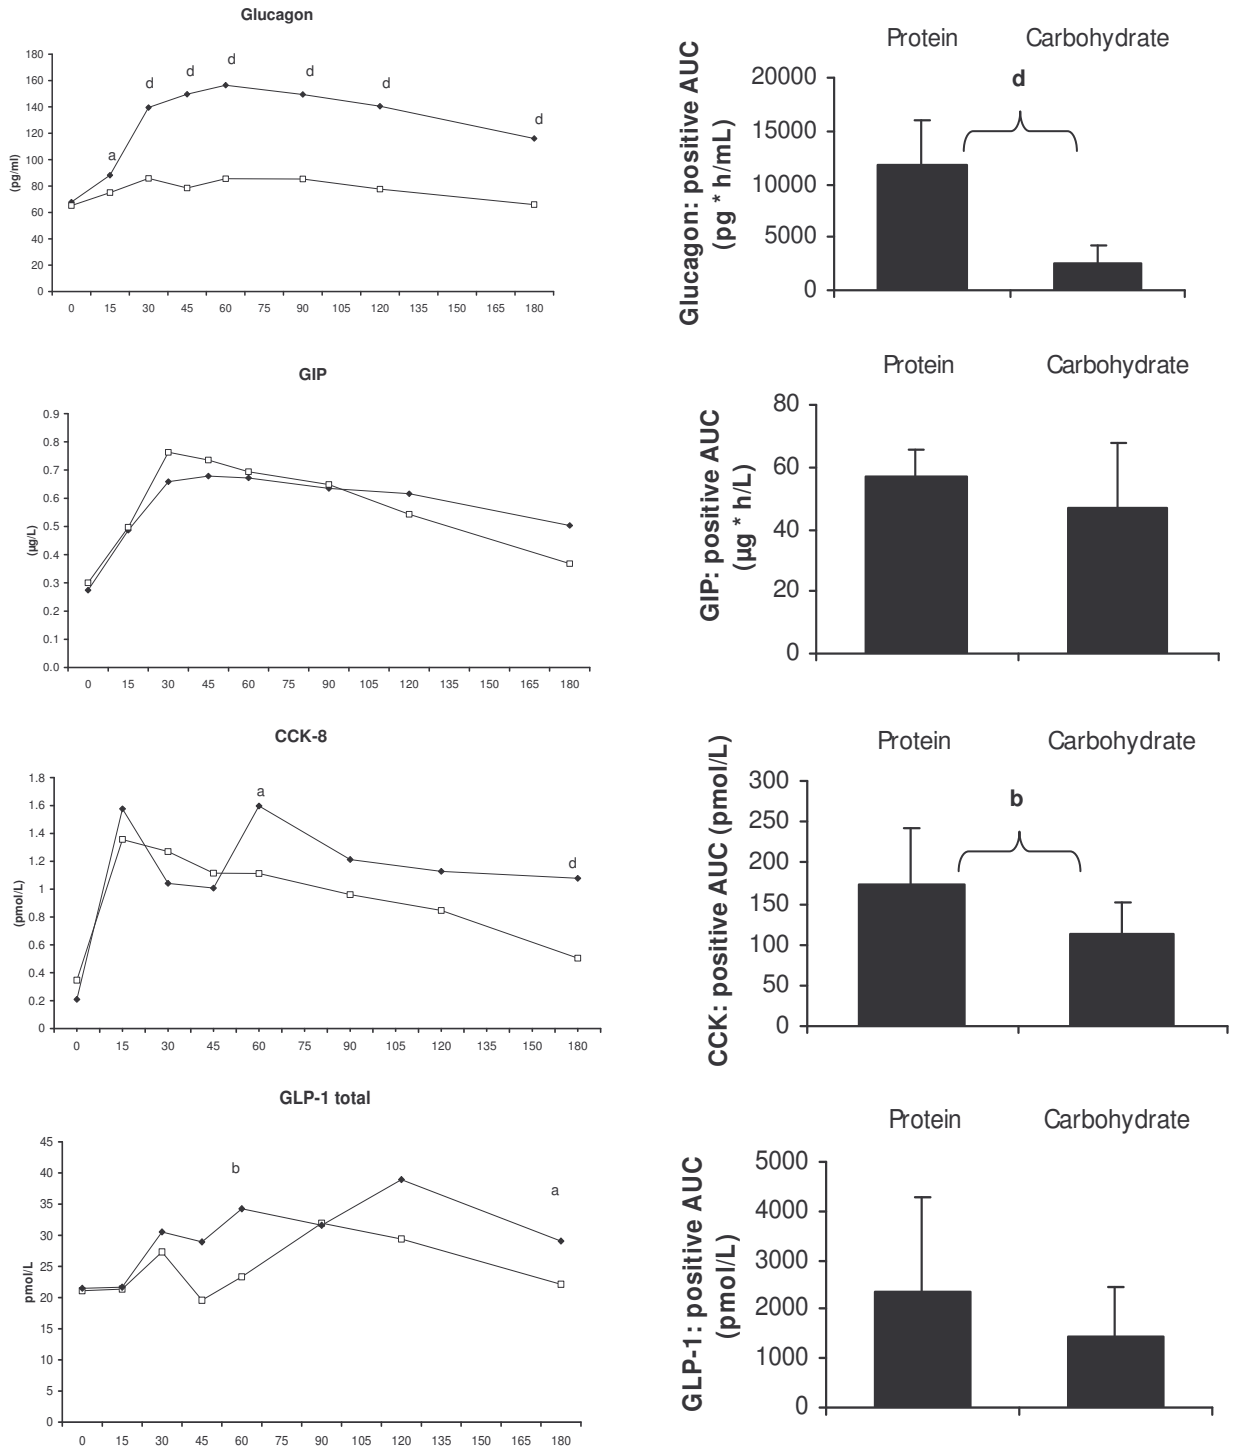 Glucagon
(pg/ml)
180
160
140
120
100
80
60
40
20
0
a
d
d
d
d
d
d
0 15 30 45 60 75 90 105 120 135 150 165 180
Protein Carbohydrate
Glucagon: positive AUC
(pg * h/mL)
20000
15000
10000
5000
0
d
GIP
(µg/L)
0.9
0.8
0.7
0.6
0.5
0.4
0.3
0.2
0.1
0.0
0 15 30 45 60 75 90 105 120 135 150 165 180
Protein Carbohydrate
GIP: positive AUC
(µg * h/L)
80
60
40
20
0
CCK-8
(pmol/L)
1.8
1.6
1.4
1.2
1
0.8
0.6
0.4
0.2
0
a
d
0 15 30 45 60 75 90 105 120 135 150 165 180
Protein Carbohydrate
CCK: positive AUC (pmol/L)
300
250
200
150
100
50
0
b
GLP-1 total
pmol/L
45
40
35
30
25
20
15
10
5
0
b
a
0 15 30 45 60 75 90 105 120 135 150 165 180
Protein Carbohydrate
GLP-1: positive AUC
(pmol/L)
5000
4000
3000
2000
1000
0